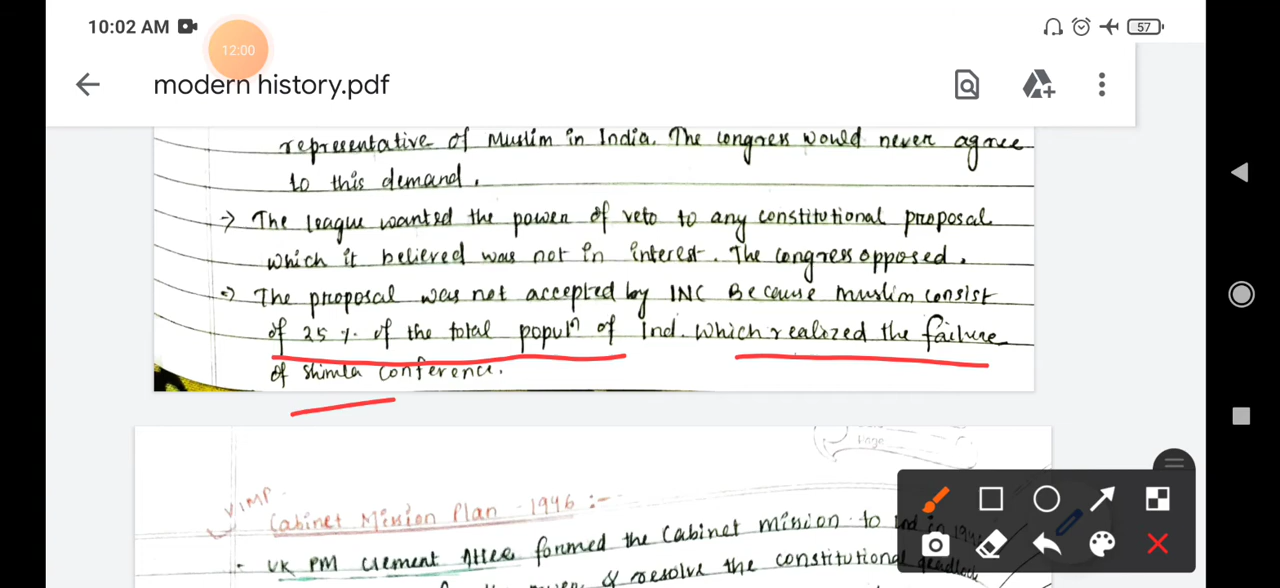 10:02 AM
57
12:00
modern history.pdf
representative of Muslim in India. The congress would never agree
to this demand.
→ The league wanted the power of veto to any constitutional proposal
which it believed was not in interest. The congress opposed.
→ The proposal was not accepted by INC Because muslim consist
of 25 % of the total populn of Ind. which realized the failure
of Shimla conference.
Page
VIMP
Cabinet Mission Plan - 1946 :-
UK PM Clement Attlee formed the Cabinet mission to Ind in 194
& resolve the constitutional deadlock